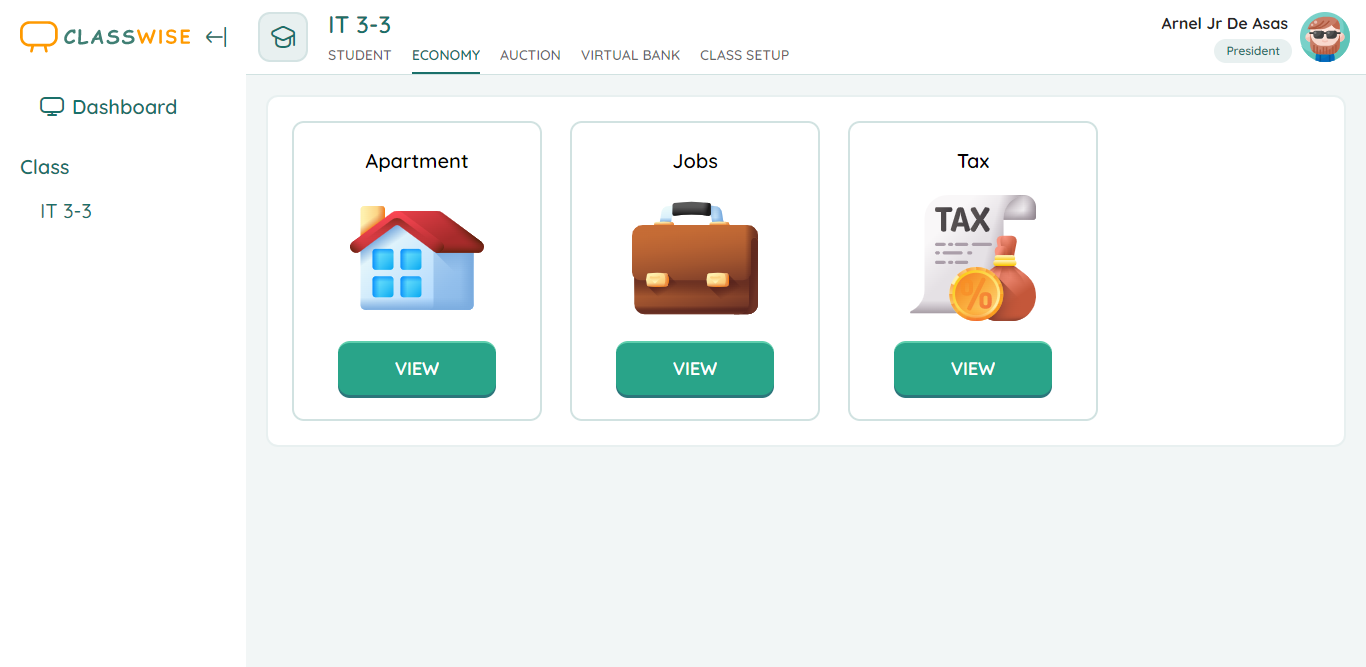 CLASSWISE
Dashboard
Class
IT 3-3
IT 3-3
STUDENT ECONOMY AUCTION VIRTUAL BANK CLASS SETUP
Arnel Jr De Asas
President
Apartment
VIEW
Jobs
VIEW
Tax
TAX
%
VIEW